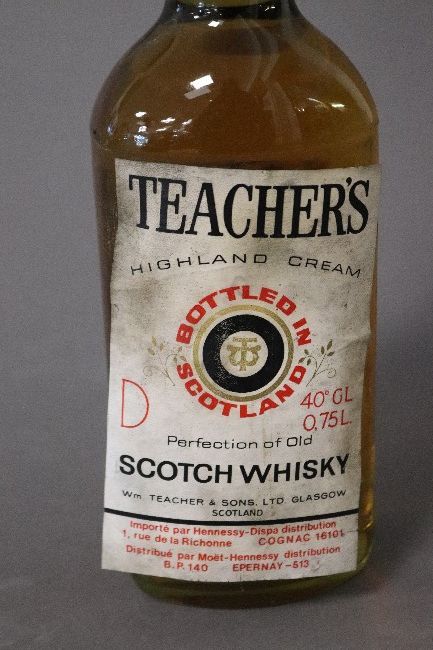 TEACHER'S
HIGHLAND CREAM
BOTTLED IN
SCOTLAND
D
40° GL
0,75L.
Perfection of Old
SCOTCH WHISKY
Wm TEACHER & SONS. LTD. GLASGOW
SCOTLAND
Importé par Hennessy-Dispa distribution
1, rue de la Richonne COGNAC 16101
Distribué par Moët-Hennessy distribution
B.P. 140 EPERNAY-513